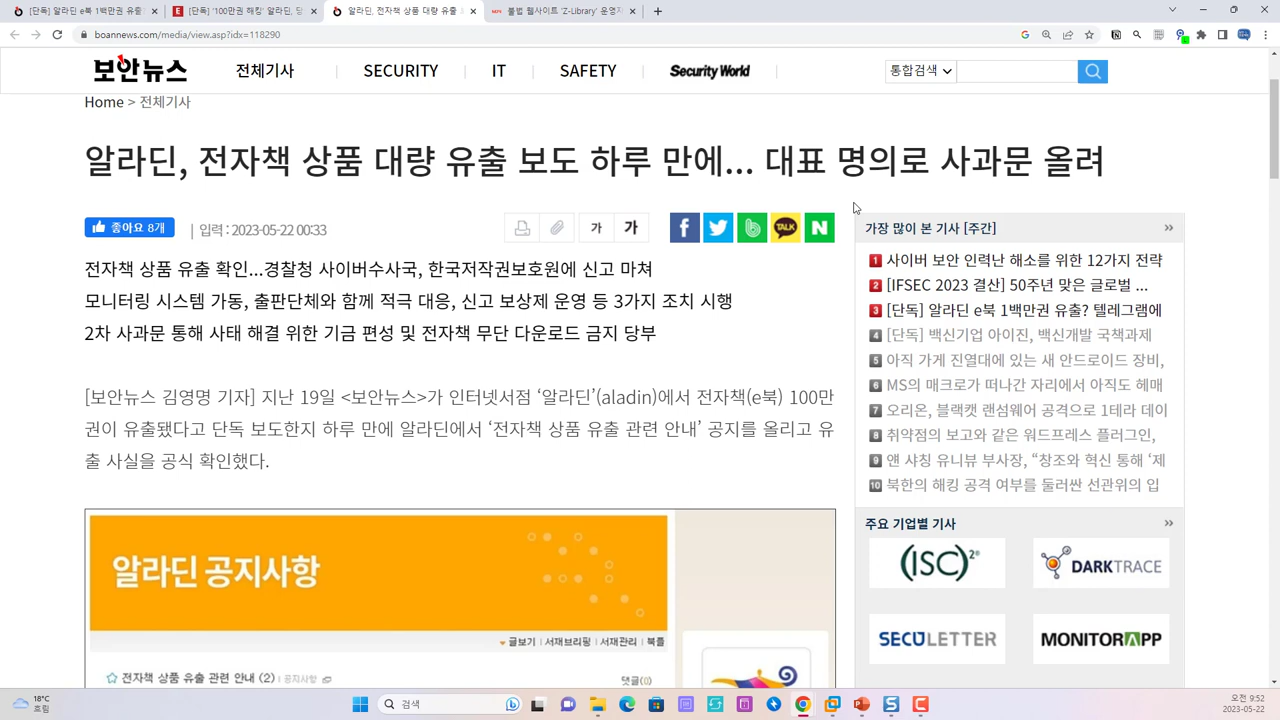 [단독] 알라딘 e북 1백만권 유출?
[단독] '100만권 해킹' 알라딘, 당
알라딘, 전자책 상품 대량 유출
불법 웹사이트 'Z-Library' 운영자
boannews.com/media/view.asp?idx=118290
보안뉴스
전체기사
SECURITY
IT
SAFETY
Security World
통합검색
Home > 전체기사
알라딘, 전자책 상품 대량 유출 보도 하루 만에... 대표 명의로 사과문 올려
좋아요 8개
| 입력 : 2023-05-22 00:33
가 가
TALK
N
전자책 상품 유출 확인...경찰청 사이버수사국, 한국저작권보호원에 신고 마쳐
모니터링 시스템 가동, 출판단체와 함께 적극 대응, 신고 보상제 운영 등 3가지 조치 시행
2차 사과문 통해 사태 해결 위한 기금 편성 및 전자책 무단 다운로드 금지 당부
[보안뉴스 김영명 기자] 지난 19일 <보안뉴스>가 인터넷서점 ‘알라딘’(aladin)에서 전자책(e북) 100만
권이 유출됐다고 단독 보도한지 하루 만에 알라딘에서 ‘전자책 상품 유출 관련 안내’ 공지를 올리고 유
출 사실을 공식 확인했다.
알라딘 공지사항
글보기 | 서재브리핑 | 서재관리 | 북플
전자책 상품 유출 관련 안내 (2) | 공지사항
댓글(0)
가장 많이 본 기사 [주간]
1 사이버 보안 인력난 해소를 위한 12가지 전략
2 [IFSEC 2023 결산] 50주년 맞은 글로벌 ...
3 [단독] 알라딘 e북 1백만권 유출? 텔레그램에
4 [단독] 백신기업 아이진, 백신개발 국책과제
5 아직 가게 진열대에 있는 새 안드로이드 장비,
6 MS의 매크로가 떠나간 자리에서 아직도 헤매
7 오리온, 블랙캣 랜섬웨어 공격으로 1테라 데이
8 취약점의 보고와 같은 워드프레스 플러그인,
9 앤 샤칭 유니뷰 부사장, “창조와 혁신 통해 ‘제
10 북한의 해킹 공격 여부를 둘러싼 선관위의 입
주요 기업별 기사
(ISC)²®
DARKTRACE
SECULETTER
MONITORAPP
18°C
흐림
검색
오전 9:52
2023-05-22